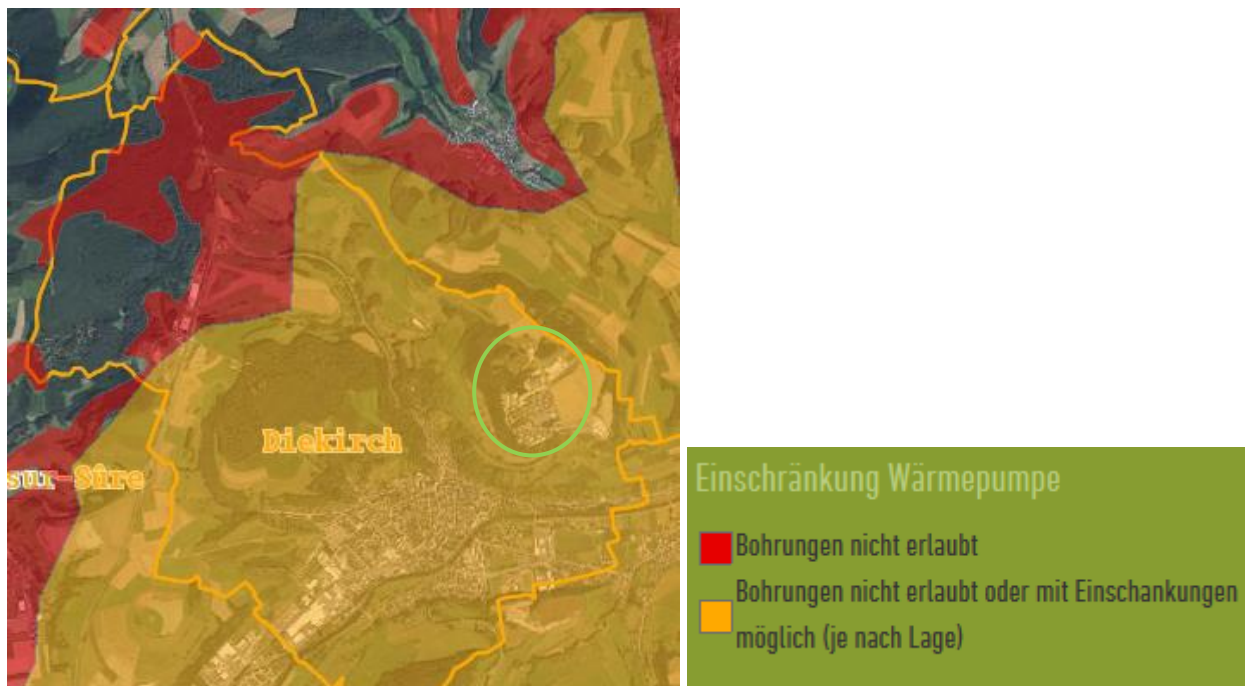 Diekirch
sur-Sûre
Einschränkung Wärmepumpe
Bohrungen nicht erlaubt
Bohrungen nicht erlaubt oder mit Einschankungen
möglich (je nach Lage)